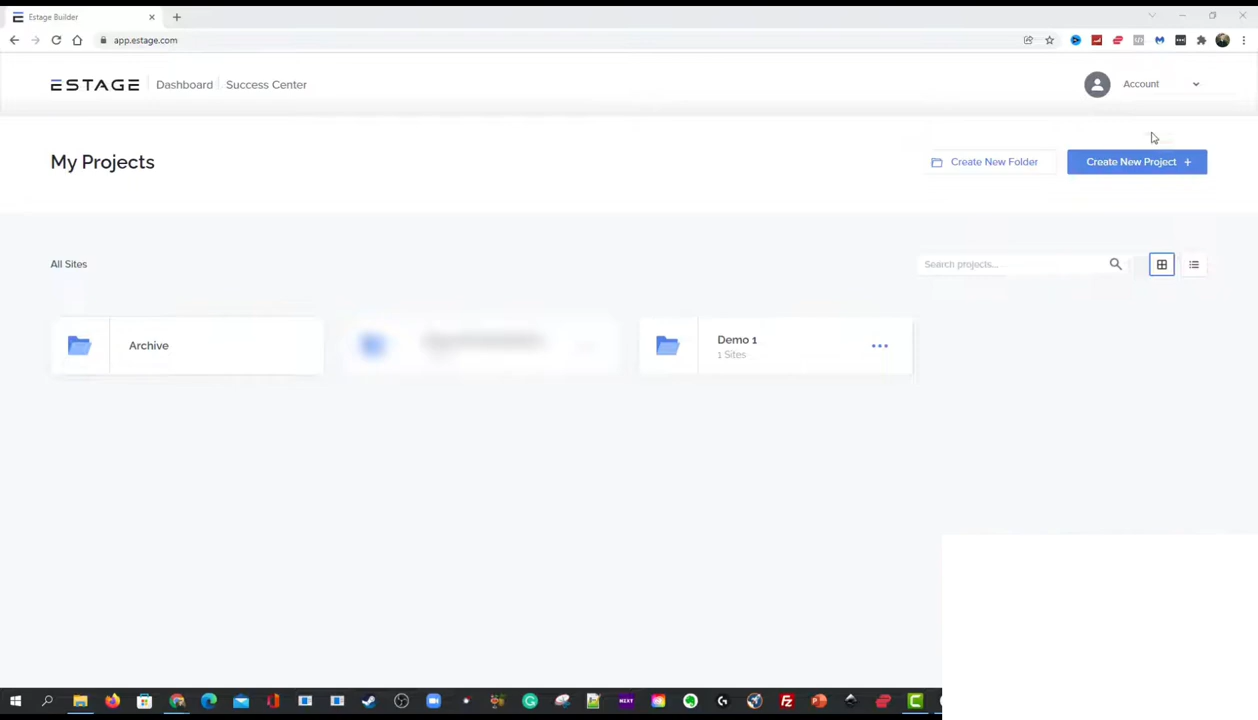 Estage Builder
app.estage.com
ESTAGE
Dashboard
Success Center
Account
My Projects
Create New Folder
Create New Project +
All Sites
Search projects...
Archive
Demo 1
1 Sites
NEXT